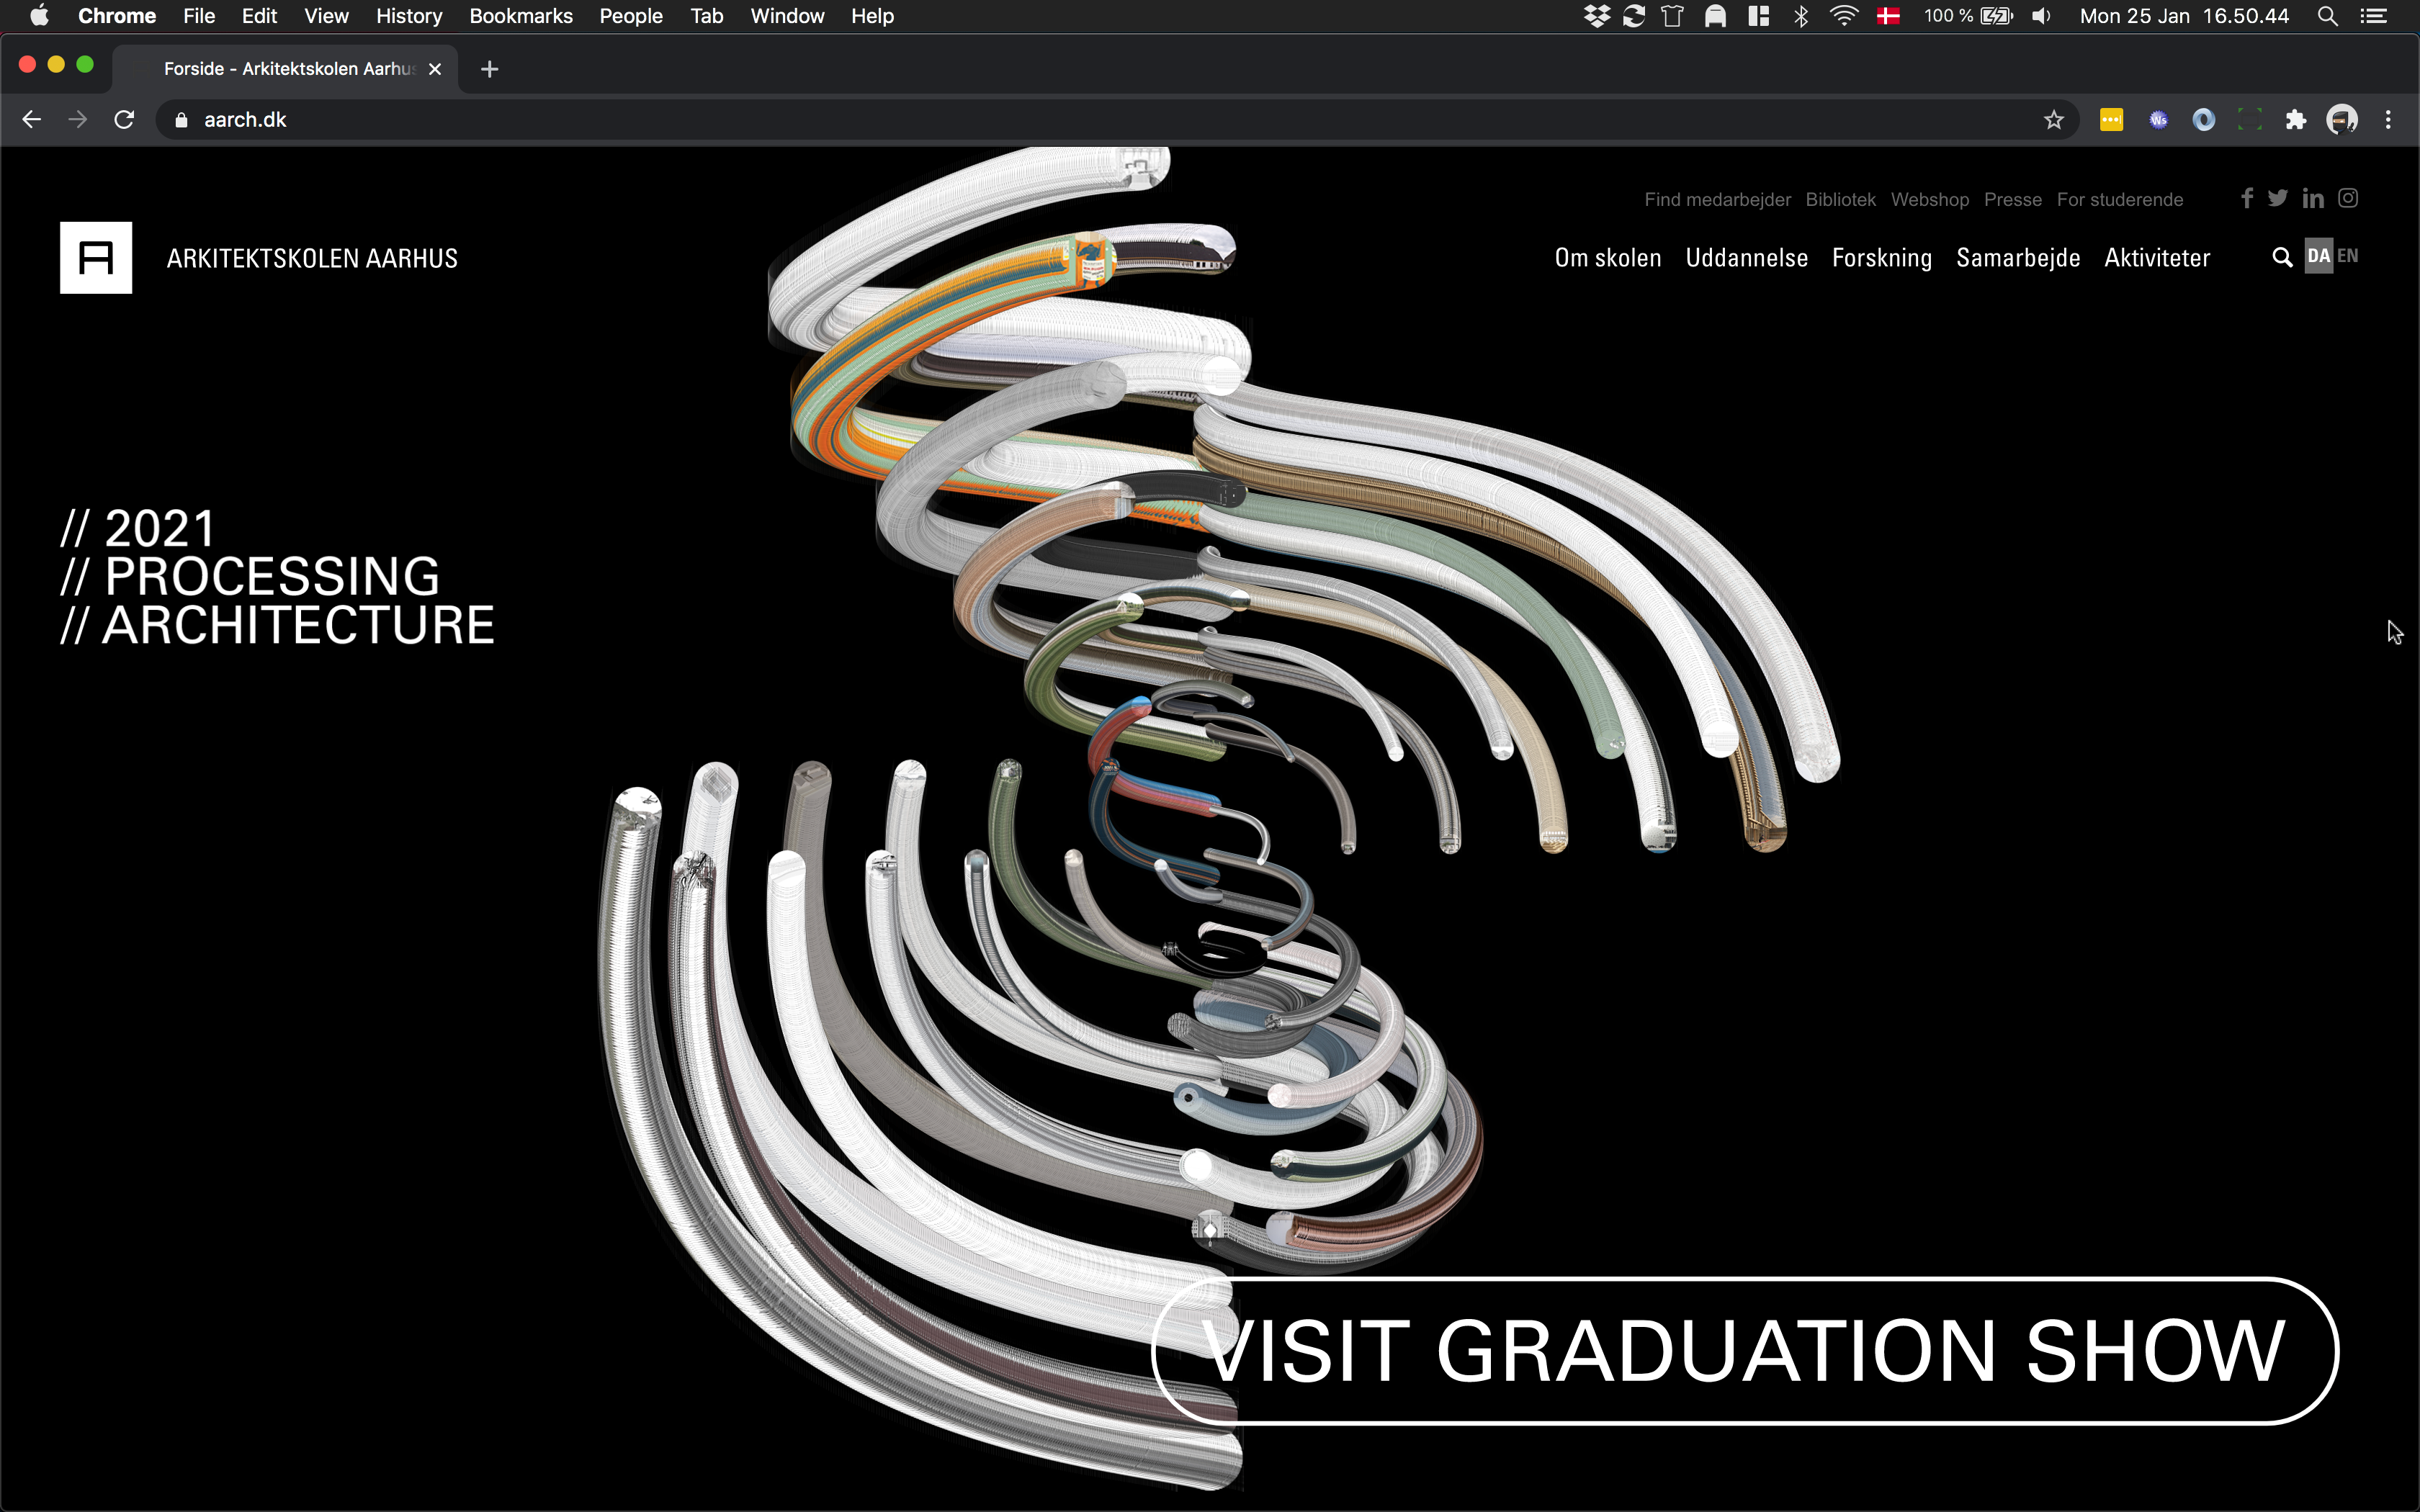 Chrome File Edit View History Bookmarks People Tab Window Help 100 % Mon 25 Jan 16.50.44
Forside - Arkitektskolen Aarhus
aarch.dk
Find medarbejder Bibliotek Webshop Presse For studerende
ARKITEKTSKOLEN AARHUS
Om skolen Uddannelse Forskning Samarbejde Aktiviteter DA EN
// 2021
// PROCESSING
// ARCHITECTURE
VISIT GRADUATION SHOW